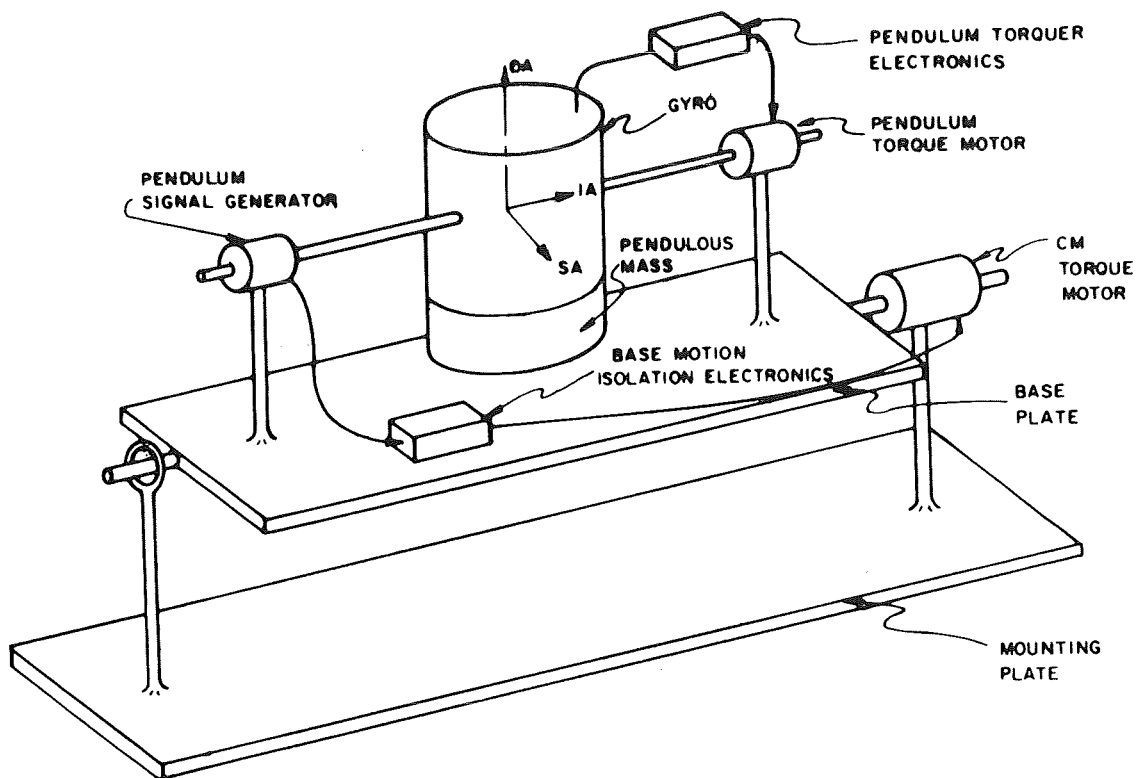 PENDULUM TORQUER
ELECTRONICS
OA
GYRO
PENDULUM
TORQUE MOTOR
PENDULUM
SIGNAL GENERATOR
IA
SA
PENDULOUS
MASS
CM
TORQUE
MOTOR
BASE MOTION
ISOLATION ELECTRONICS
BASE
PLATE
MOUNTING
PLATE